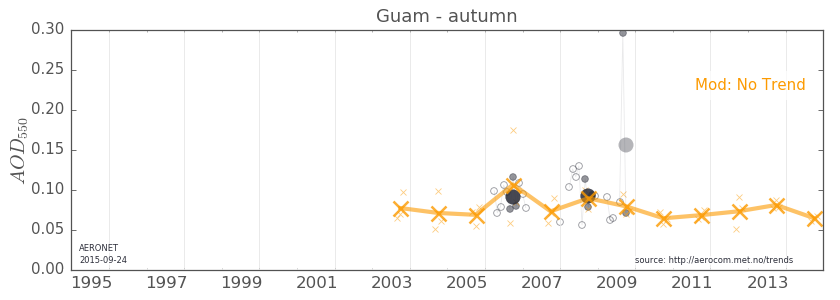 Guam - autumn
0.30
0.25
0.20
0.15
0.10
0.05
0.00
AOD550
Mod: No Trend
AERONET
2015-09-24
source: http://aerocom.met.no/trends
1995 1997 1999 2001 2003 2005 2007 2009 2011 2013